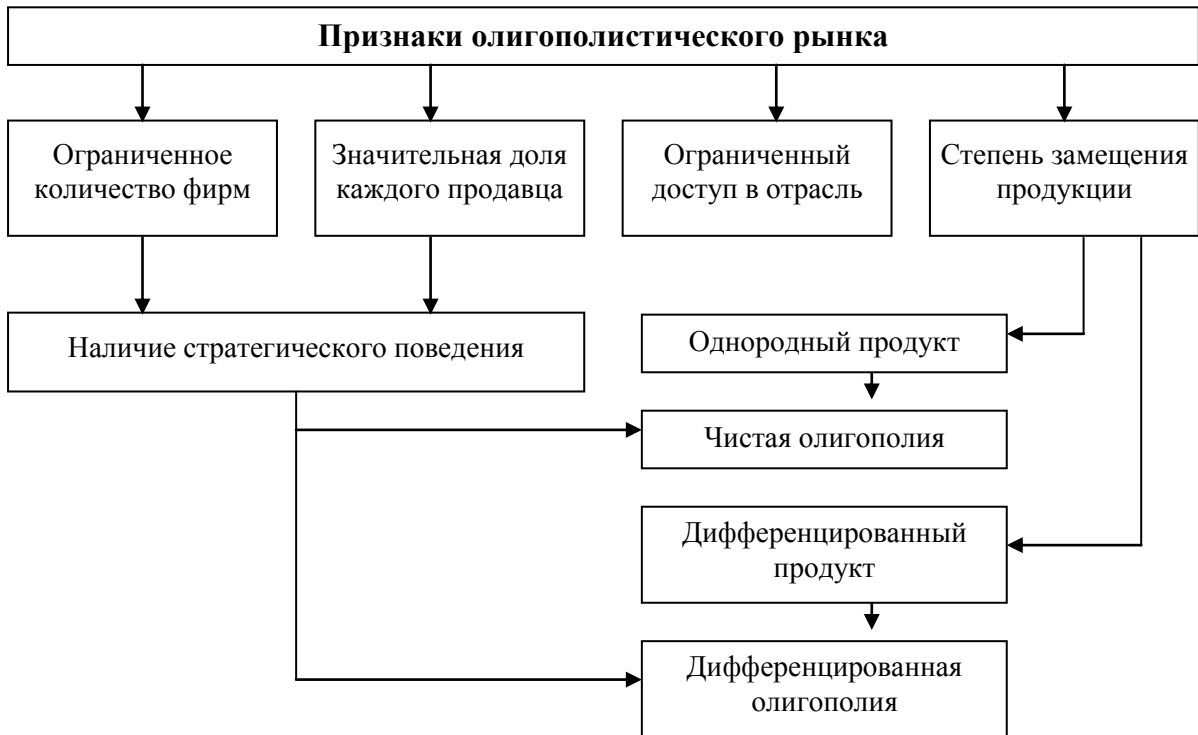 Признаки олигополистического рынка
Ограниченное
количество фирм
Значительная доля
каждого продавца
Ограниченный
доступ в отрасль
Степень замещения
продукции
Наличие стратегического поведения
Однородный продукт
Чистая олигополия
Дифференцированный
продукт
Дифференцированная
олигополия